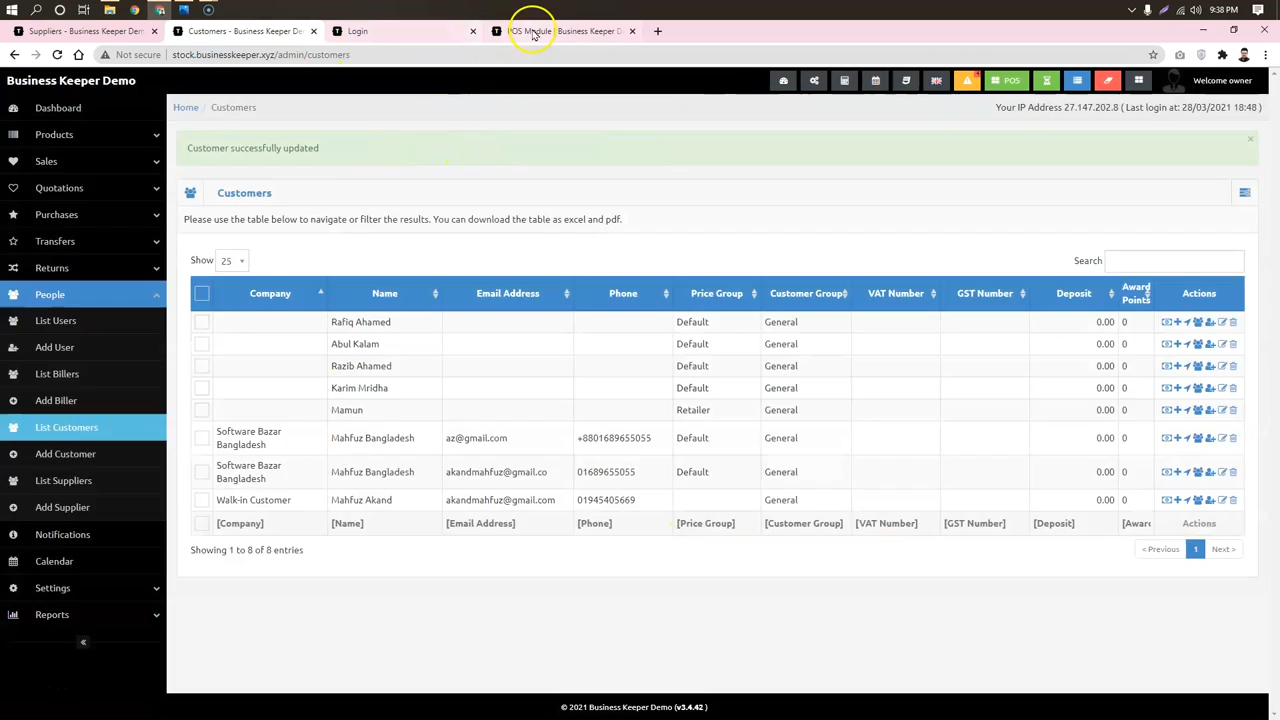 9:38 PM
Suppliers - Business Keeper Dem
Customers - Business Keeper De
Login
POS Module | Business Keeper D
Not secure
stock.businesskeeper.xyz/admin/customers
Business Keeper Demo
POS
Welcome owner
Dashboard
Products
Sales
Quotations
Purchases
Transfers
Returns
People
List Users
Add User
List Billers
Add Biller
List Customers
Add Customer
List Suppliers
Add Supplier
Notifications
Calendar
Settings
Reports
Home / Customers
Your IP Address 27.147.202.8 ( Last login at: 28/03/2021 18:48 )
Customer successfully updated
Customers
Please use the table below to navigate or filter the results. You can download the table as excel and pdf.
Show 25
Search
Company Name Email Address Phone Price Group Customer Group VAT Number GST Number Deposit Award Points Actions
Rafiq Ahamed Default General 0.00 0
Abul Kalam Default General 0.00 0
Razib Ahamed Default General 0.00 0
Karim Mridha Default General 0.00 0
Mamun Retailer General 0.00 0
Software Bazar Bangladesh Mahfuz Bangladesh az@gmail.com +8801689655055 Default General 0.00 0
Software Bazar Bangladesh Mahfuz Bangladesh akandmahfuz@gmail.co 01689655055 Default General 0.00 0
Walk-in Customer Mahfuz Akand akandmahfuz@gmail.com 01945405669 General 0.00 0
[Company] [Name] [Email Address] [Phone] [Price Group] [Customer Group] [VAT Number] [GST Number] [Deposit] [Awarc Actions
Showing 1 to 8 of 8 entries
< Previous 1 Next >
© 2021 Business Keeper Demo (v3.4.42 )